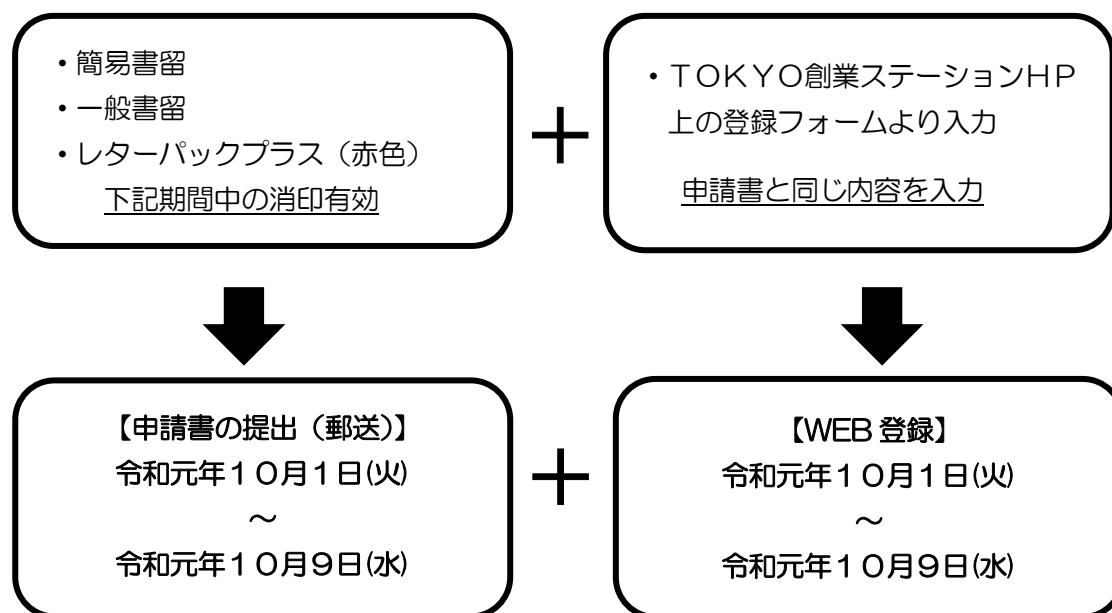 ・簡易書留
・一般書留
・レターパックプラス（赤色）
下記期間中の消印有効
・ＴＯＫＹＯ創業ステーションＨＰ
上の登録フォームより入力
申請書と同じ内容を入力
【申請書の提出（郵送）】
令和元年１０月１日(火)
～
令和元年１０月９日(水)
【WEB 登録】
令和元年１０月１日(火)
～
令和元年１０月９日(水)